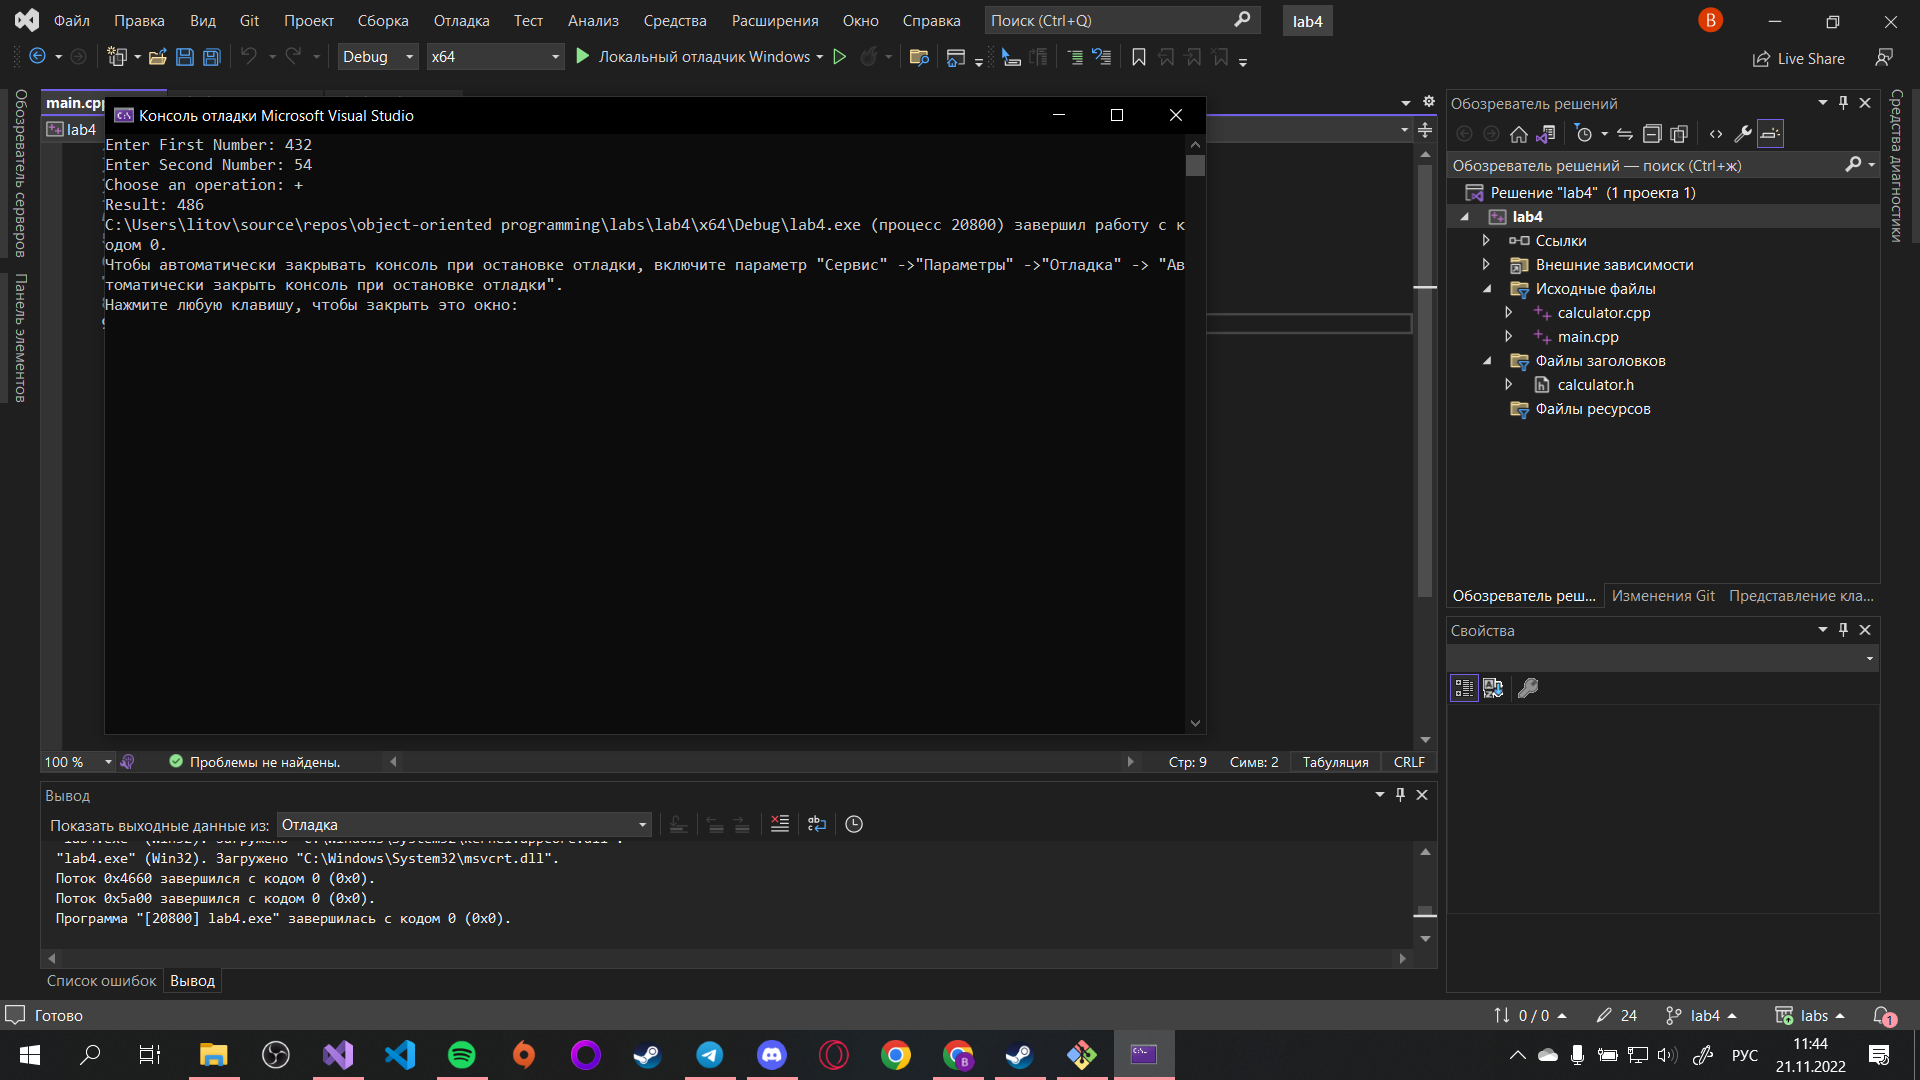 Файл Правка Вид Git Проект Сборка Отладка Тест Анализ Средства Расширения Окно Справка Поиск (Ctrl+Q) lab4 B
Debug x64 Локальный отладчик Windows Live Share
Обозреватель серверов
Панель элементов
main.cpp
lab4
Консоль отладки Microsoft Visual Studio
Enter First Number: 432
Enter Second Number: 54
Choose an operation: +
Result: 486
C:\Users\litov\source\repos\object-oriented programming\labs\lab4\x64\Debug\lab4.exe (процесс 20800) завершил работу с к
одом 0.
Чтобы автоматически закрывать консоль при остановке отладки, включите параметр "Сервис" ->"Параметры" ->"Отладка" -> "Ав
томатически закрыть консоль при остановке отладки".
Нажмите любую клавишу, чтобы закрыть это окно:
100 % Проблемы не найдены. Стр: 9 Симв: 2 Табуляция CRLF
Вывод
Показать выходные данные из: Отладка
"lab4.exe" (Win32). Загружено "C:\Windows\System32\msvcrt.dll".
Поток 0x4660 завершился с кодом 0 (0x0).
Поток 0x5a00 завершился с кодом 0 (0x0).
Программа "[20800] lab4.exe" завершилась с кодом 0 (0x0).
Список ошибок Вывод
Обозреватель решений
Обозреватель решений — поиск (Ctrl+ж)
Решение "lab4" (1 проекта 1)
lab4
Ссылки
Внешние зависимости
Исходные файлы
calculator.cpp
main.cpp
Файлы заголовков
calculator.h
Файлы ресурсов
Обозреватель реш... Изменения Git Представление кла...
Свойства
Средства диагностики
Готово 0 / 0 24 lab4 labs 1
РУС 11:44
21.11.2022